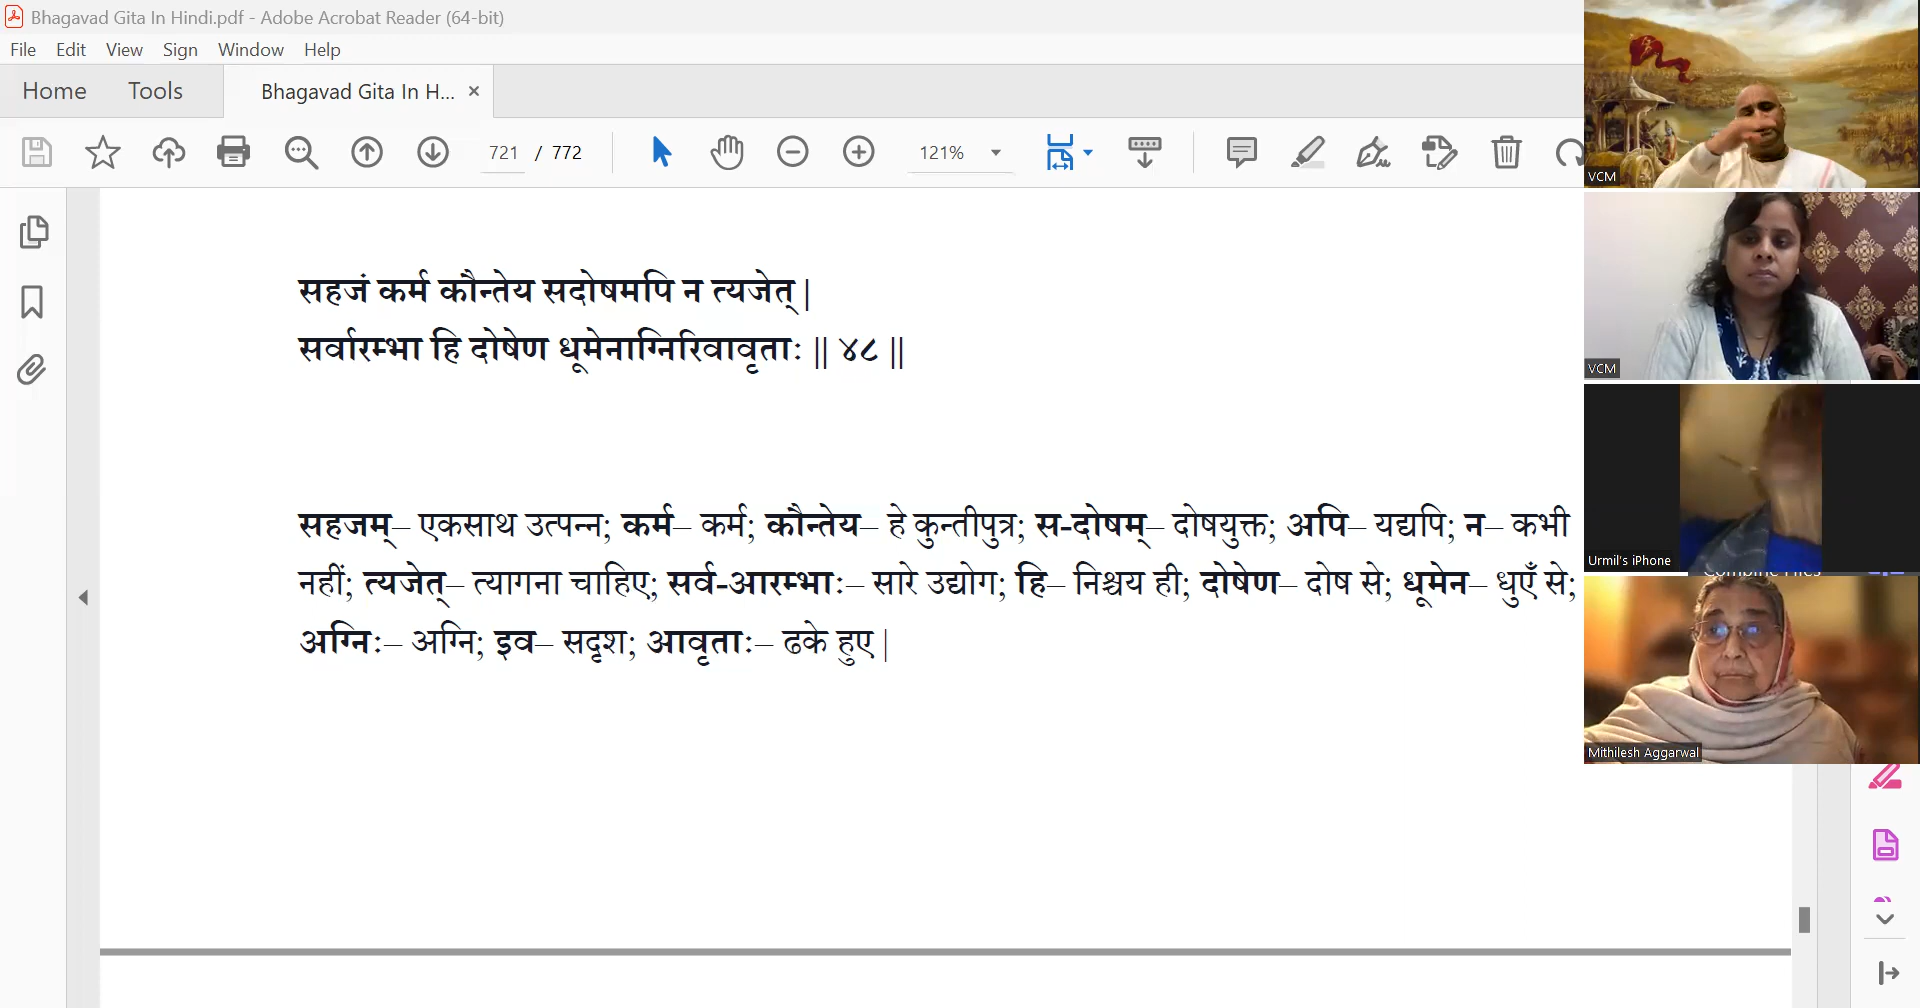 Bhagavad Gita In Hindi.pdf - Adobe Acrobat Reader (64-bit)
File Edit View Sign Window Help
Home Tools Bhagavad Gita In H... ×
721 / 772 121%
सहजं कर्म कौन्तेय सदोषमपि न त्यजेत् |
सर्वारम्भा हि दोषेण धूमेनाग्निरिवावृताः || ४८ ||
सहजम्– एकसाथ उत्पन्न; कर्म– कर्म; कौन्तेय– हे कुन्तीपुत्र; स-दोषम्– दोषयुक्त; अपि– यद्यपि; न– कभी
नहीं; त्यजेत्– त्यागना चाहिए; सर्व-आरम्भाः– सारे उद्योग; हि– निश्चय ही; दोषेण– दोष से; धूमेन– धुएँ से;
अग्निः– अग्नि; इव– सदृश; आवृताः– ढके हुए |
VCM
VCM
Urmil's iPhone
Mithilesh Aggarwal